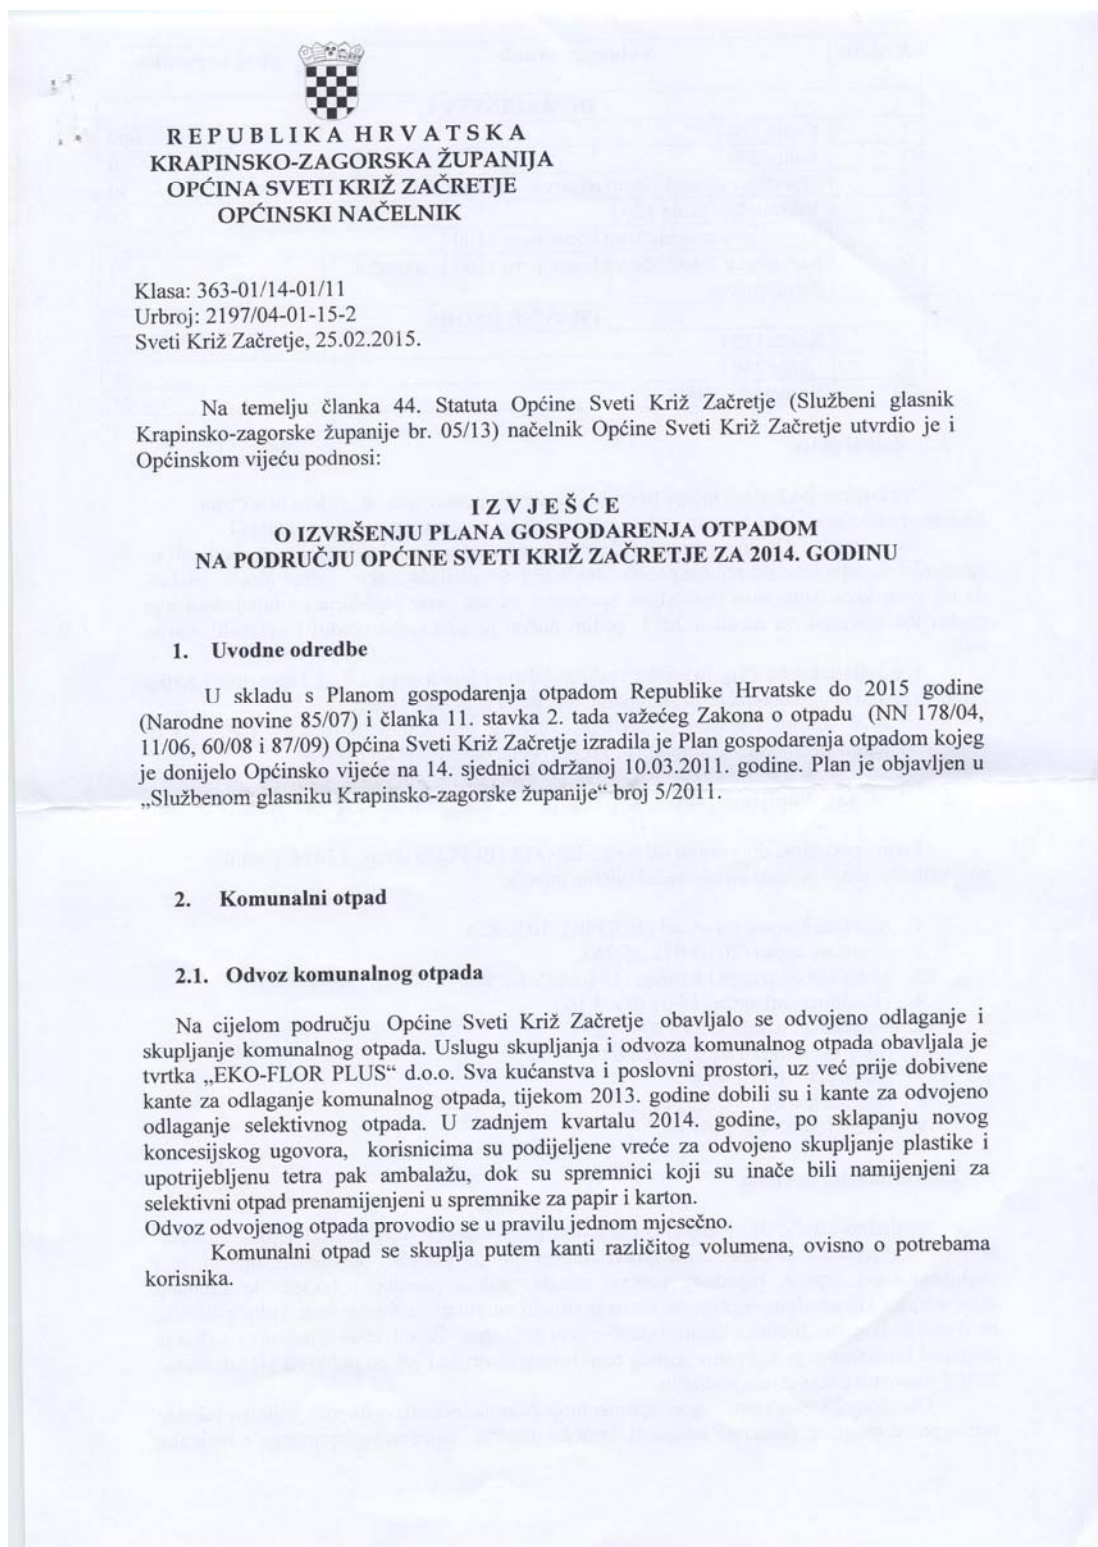 REPUBLIKA HRVATSKA
KRAPINSKO-ZAGORSKA ŽUPANIJA
OPĆINA SVETI KRIŽ ZAČRETJE
OPĆINSKI NAČELNIK
Klasa: 363-01/14-01/11
Urbroj: 2197/04-01-15-2
Sveti Križ Začretje, 25.02.2015.
Na temelju članka 44. Statuta Općine Sveti Križ Začretje (Službeni glasnik
Krapinsko-zagorske županije br. 05/13) načelnik Općine Sveti Križ Začretje utvrdio je i
Općinskom vijeću podnosi:
I Z V J E Š Ć E
O IZVRŠENJU PLANA GOSPODARENJA OTPADOM
NA PODRUČJU OPĆINE SVETI KRIŽ ZAČRETJE ZA 2014. GODINU
1. Uvodne odredbe
U skladu s Planom gospodarenja otpadom Republike Hrvatske do 2015 godine
(Narodne novine 85/07) i članka 11. stavka 2. tada važećeg Zakona o otpadu (NN 178/04,
11/06, 60/08 i 87/09) Općina Sveti Križ Začretje izradila je Plan gospodarenja otpadom kojeg
je donijelo Općinsko vijeće na 14. sjednici održanoj 10.03.2011. godine. Plan je objavljen u
„Službenom glasniku Krapinsko-zagorske županije“ broj 5/2011.
2. Komunalni otpad
2.1. Odvoz komunalnog otpada
Na cijelom području Općine Sveti Križ Začretje obavljalo se odvojeno odlaganje i
skupljanje komunalnog otpada. Uslugu skupljanja i odvoza komunalnog otpada obavljala je
tvrtka „EKO-FLOR PLUS“ d.o.o. Sva kućanstva i poslovni prostori, uz već prije dobivene
kante za odlaganje komunalnog otpada, tijekom 2013. godine dobili su i kante za odvojeno
odlaganje selektivnog otpada. U zadnjem kvartalu 2014. godine, po sklapanju novog
koncesijskog ugovora, korisnicima su podijeljene vreće za odvojeno skupljanje plastike i
upotrijebljenu tetra pak ambalažu, dok su spremnici koji su inače bili namijenjeni za
selektivni otpad prenamijenjeni u spremnike za papir i karton.
Odvoz odvojenog otpada provodio se u pravilu jednom mjesečno.
Komunalni otpad se skuplja putem kanti različitog volumena, ovisno o potrebama
korisnika.